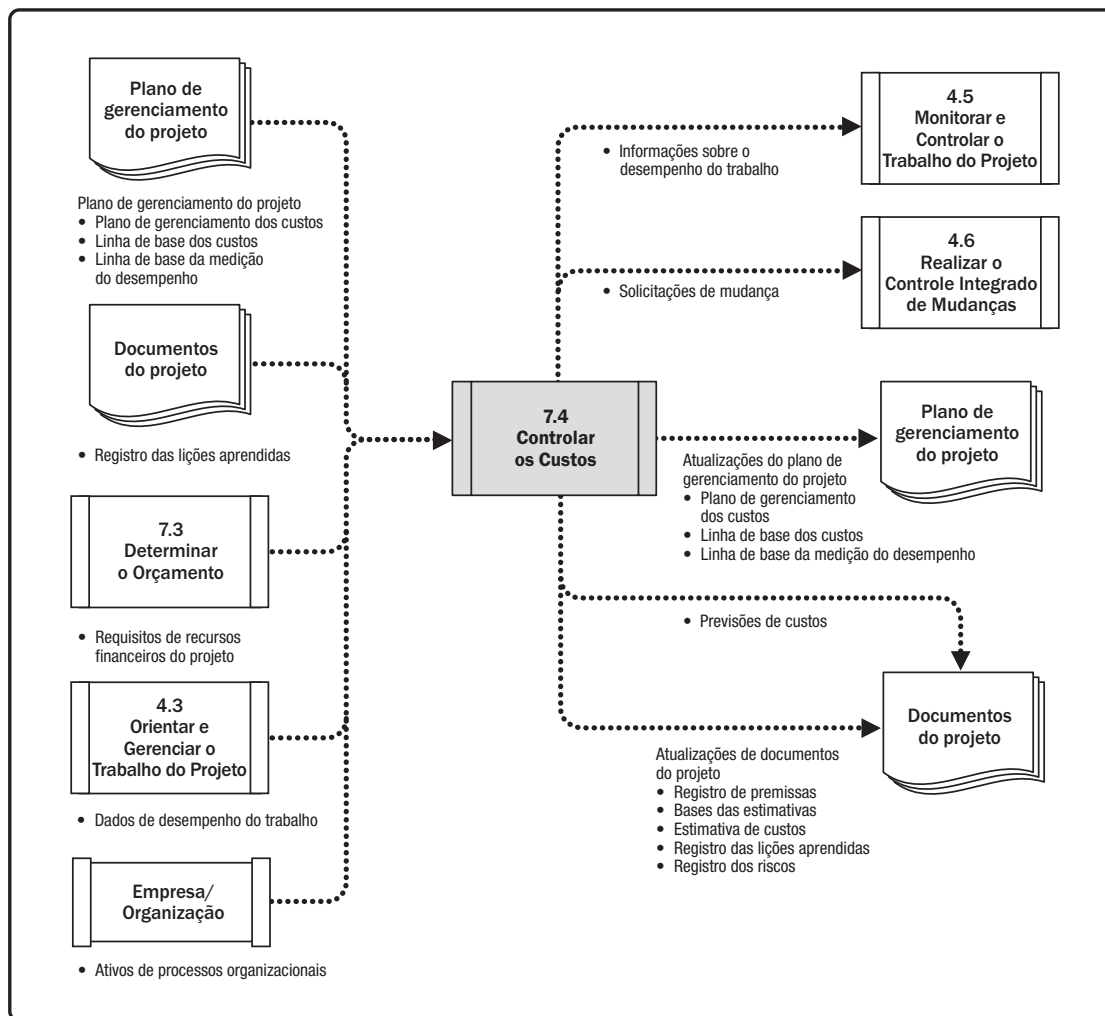 Plano de
gerenciamento
do projeto
Plano de gerenciamento do projeto
• Plano de gerenciamento dos custos
• Linha de base dos custos
• Linha de base da medição
do desempenho
Documentos
do projeto
• Registro das lições aprendidas
7.3
Determinar
o Orçamento
• Requisitos de recursos
financeiros do projeto
4.3
Orientar e
Gerenciar o
Trabalho do Projeto
• Dados de desempenho do trabalho
Empresa/
Organização
• Ativos de processos organizacionais
7.4
Controlar
os Custos
• Informações sobre o
desempenho do trabalho
4.5
Monitorar e
Controlar o
Trabalho do Projeto
• Solicitações de mudança
4.6
Realizar o
Controle Integrado
de Mudanças
Atualizações do plano de
gerenciamento do projeto
• Plano de gerenciamento
dos custos
• Linha de base dos custos
• Linha de base da medição do desempenho
Plano de
gerenciamento
do projeto
• Previsões de custos
Atualizações de documentos
do projeto
• Registro de premissas
• Bases das estimativas
• Estimativa de custos
• Registro das lições aprendidas
• Registro dos riscos
Documentos
do projeto